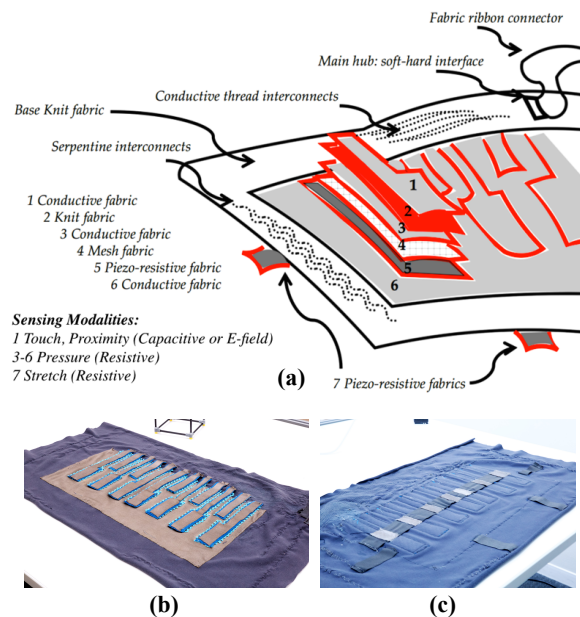 Fabric ribbon connector
Main hub: soft-hard interface
Conductive thread interconnects
Base Knit fabric
Serpentine interconnects
1 Conductive fabric
2 Knit fabric
3 Conductive fabric
4 Mesh fabric
5 Piezo-resistive fabric
6 Conductive fabric
1
2
3
4
5
6
Sensing Modalities:
1 Touch, Proximity (Capacitive or E-field)
3-6 Pressure (Resistive)
7 Stretch (Resistive)
(a)
7 Piezo-resistive fabrics
(b)
(c)